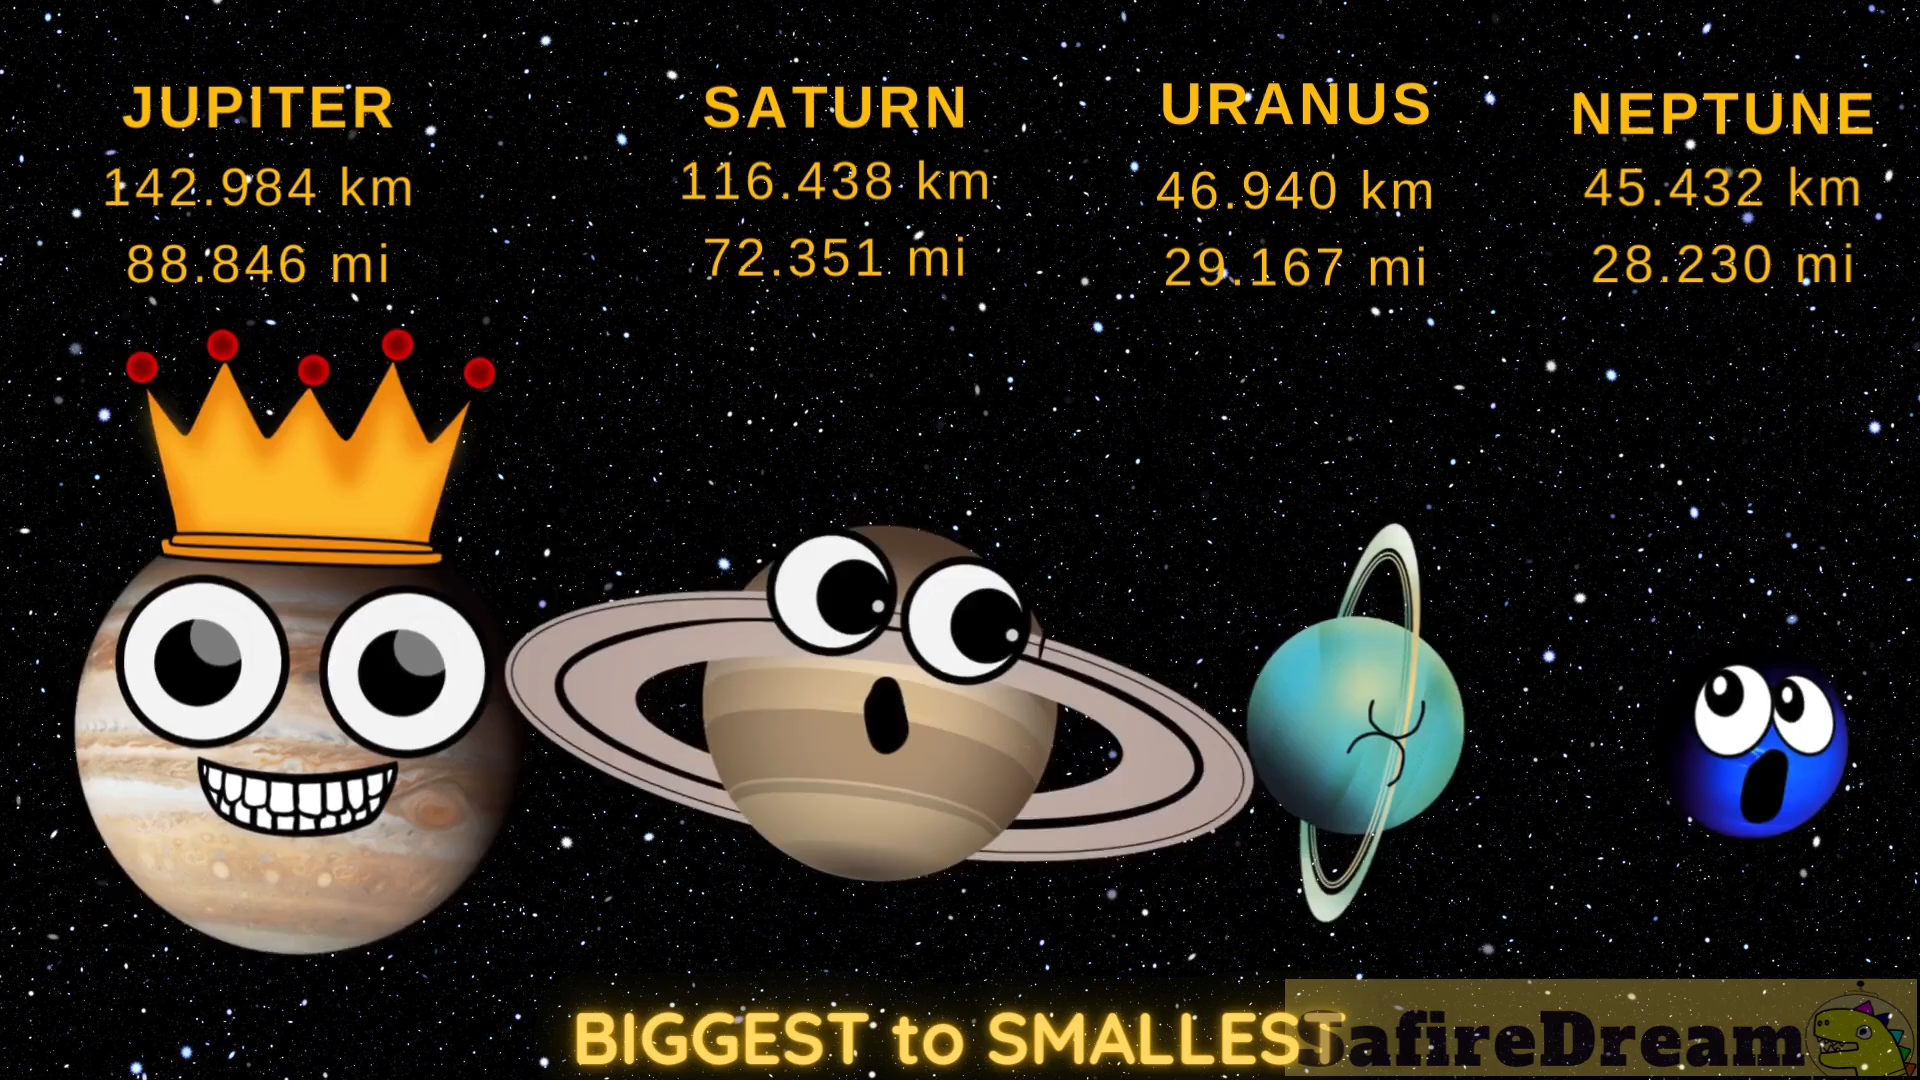 JUPITER
142.984 km
88.846 mi
SATURN
116.438 km
72.351 mi
URANUS
46.940 km
29.167 mi
NEPTUNE
45.432 km
28.230 mi
BIGGEST to SMALLEST
SafireDream